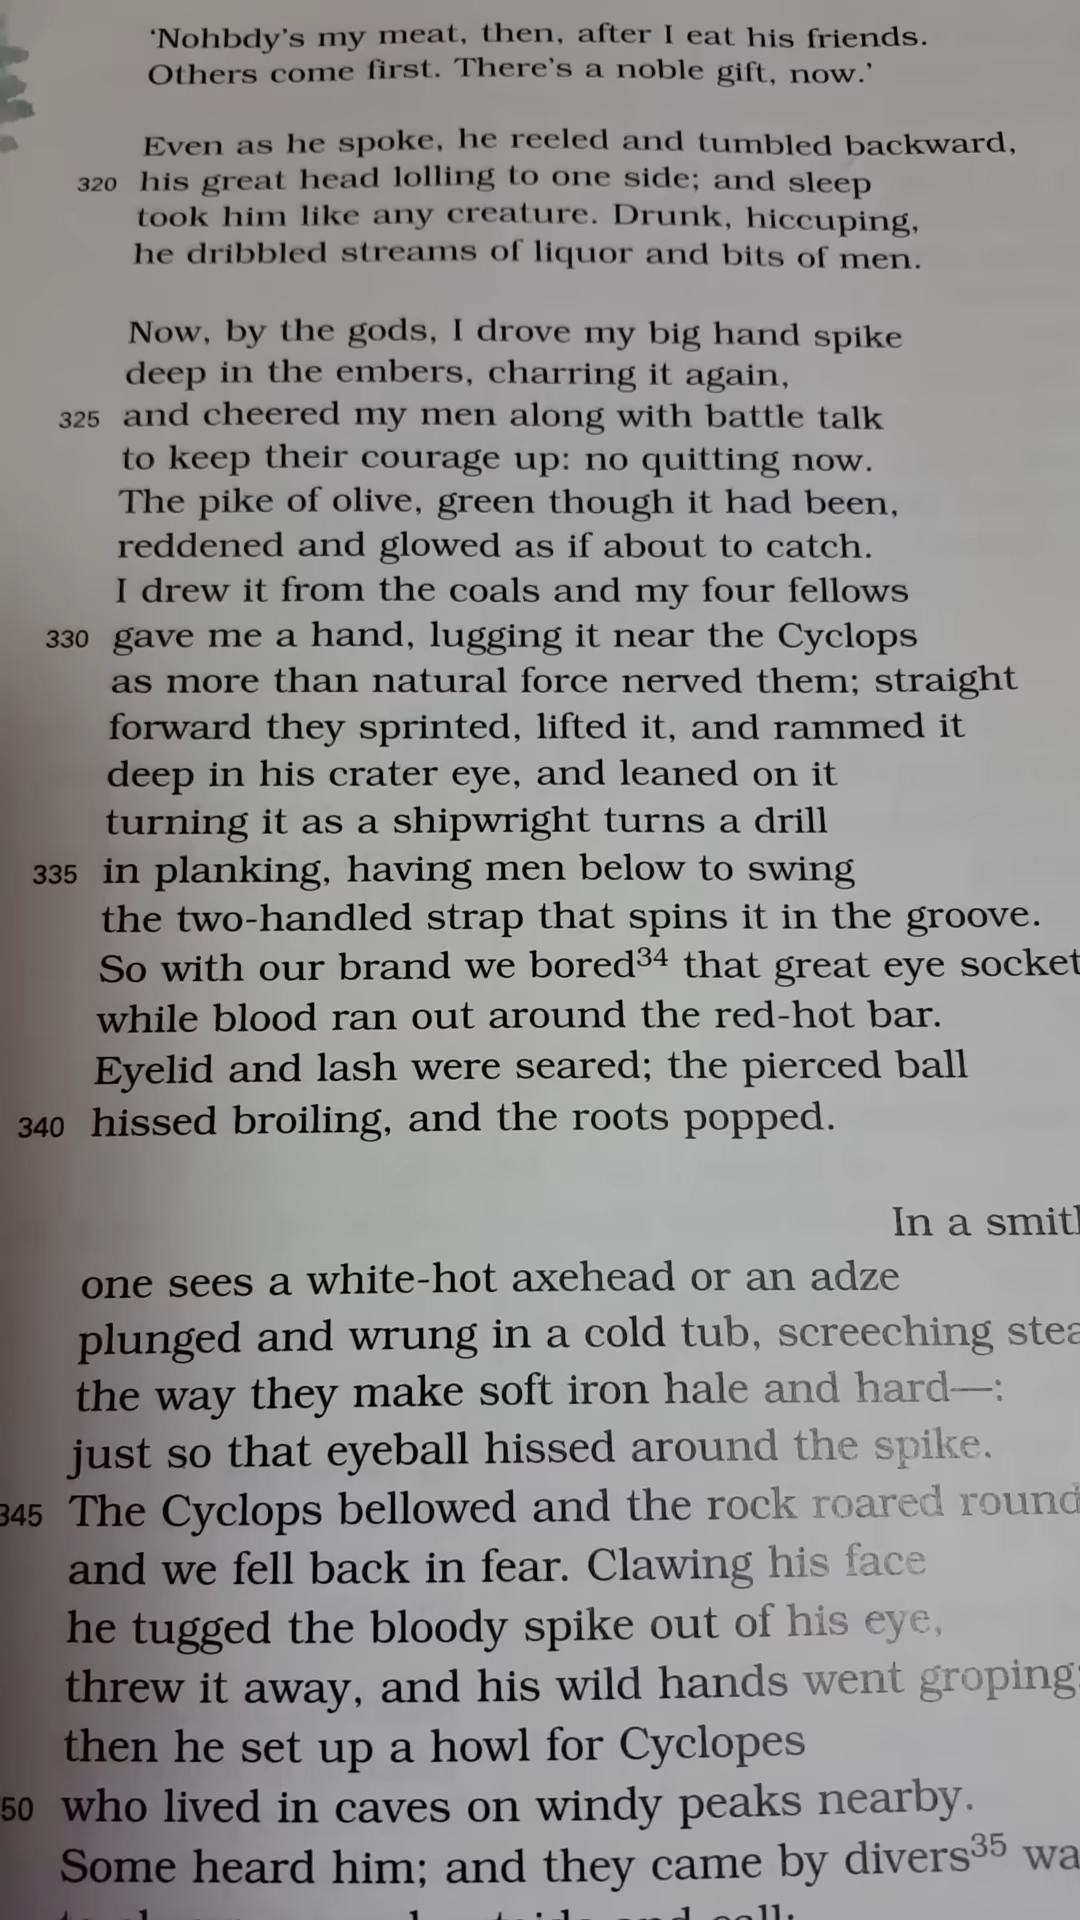 ‘Nohbdy’s my meat, then, after I eat his friends.
Others come first. There’s a noble gift, now.’
Even as he spoke, he reeled and tumbled backward,
320 his great head lolling to one side; and sleep
took him like any creature. Drunk, hiccuping,
he dribbled streams of liquor and bits of men.
Now, by the gods, I drove my big hand spike
deep in the embers, charring it again,
325 and cheered my men along with battle talk
to keep their courage up: no quitting now.
The pike of olive, green though it had been,
reddened and glowed as if about to catch.
I drew it from the coals and my four fellows
330 gave me a hand, lugging it near the Cyclops
as more than natural force nerved them; straight
forward they sprinted, lifted it, and rammed it
deep in his crater eye, and leaned on it
turning it as a shipwright turns a drill
335 in planking, having men below to swing
the two-handled strap that spins it in the groove.
So with our brand we bored34 that great eye socket
while blood ran out around the red-hot bar.
Eyelid and lash were seared; the pierced ball
340 hissed broiling, and the roots popped.
In a
one sees a white-hot axehead or an adze
plunged and wrung in a cold tub, screeching
the way they make soft iron hale and hard—:
just so that eyeball hissed around the spike.
345 The Cyclops bellowed and the rock roared round
and we fell back in fear. Clawing his face
he tugged the bloody spike out of his eye,
threw it away, and his wild hands went groping;
then he set up a howl for Cyclopes
50 who lived in caves on windy peaks nearby.
Some heard him; and they came by divers35